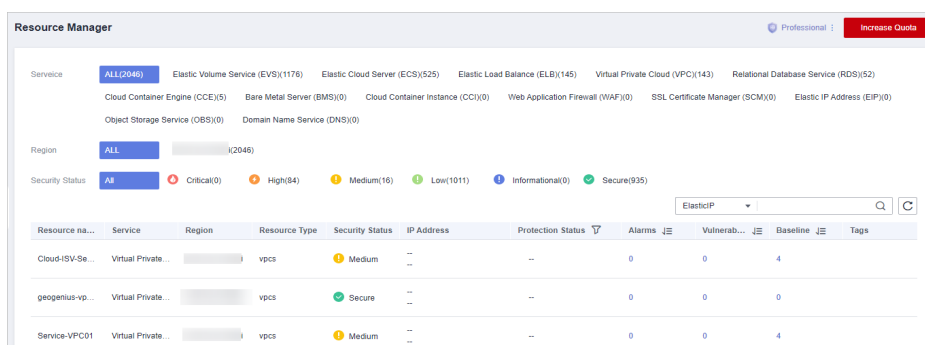 Resource Manager
Professional
Increase Quota
Serveice ALL(2046) Elastic Volume Service (EVS)(1176) Elastic Cloud Server (ECS)(525) Elastic Load Balance (ELB)(145) Virtual Private Cloud (VPC)(143) Relational Database Service (RDS)(52)
Cloud Container Engine (CCE)(5) Bare Metal Server (BMS)(0) Cloud Container Instance (CCI)(0) Web Application Firewall (WAF)(0) SSL Certificate Manager (SCM)(0) Elastic IP Address (EIP)(0)
Object Storage Service (OBS)(0) Domain Name Service (DNS)(0)
Region ALL (2046)
Security Status All Critical(0) High(84) Medium(16) Low(1011) Informational(0) Secure(935)
ElasticIP
Resource na... Service Region Resource Type Security Status IP Address Protection Status Alarms Vulnerab... Baseline Tags
Cloud-ISV-Se... Virtual Private... vpcs Medium -- -- -- 0 0 4
geogenius-vp... Virtual Private... vpcs Secure -- -- -- 0 0 0
Service-VPC01 Virtual Private... vpcs Medium -- -- -- 0 0 4